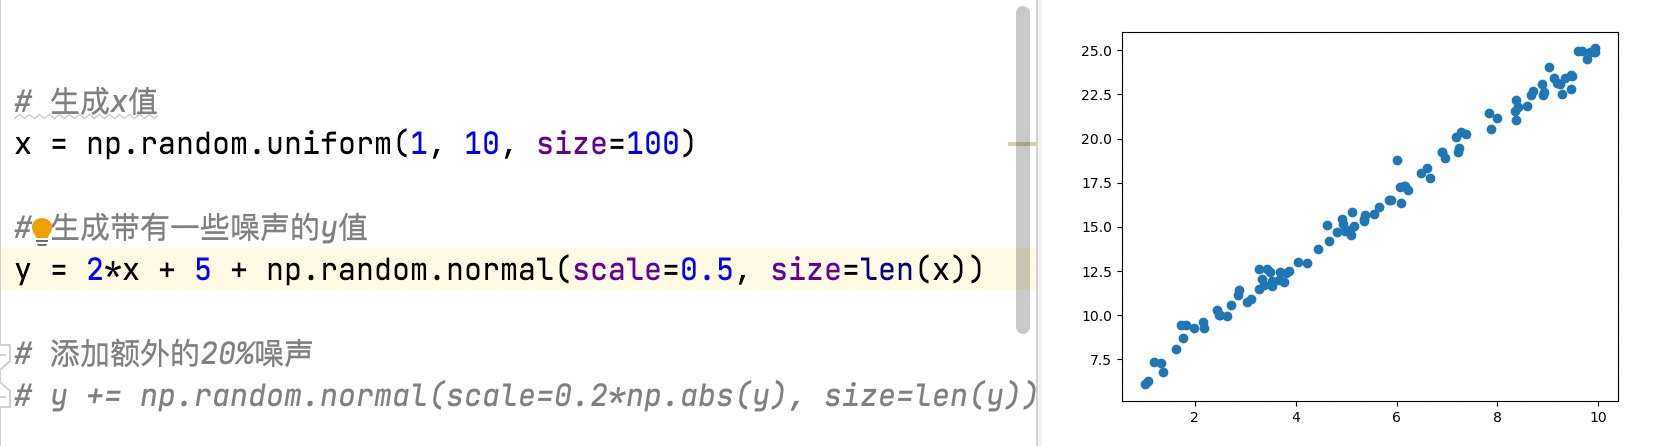 # 生成x值
x = np.random.uniform(1, 10, size=100)
# 生成带有一些噪声的y值
y = 2*x + 5 + np.random.normal(scale=0.5, size=len(x))
# 添加额外的20%噪声
# y += np.random.normal(scale=0.2*np.abs(y), size=len(y))
25.0
22.5
20.0
17.5
15.0
12.5
10.0
7.5
2 4 6 8 10